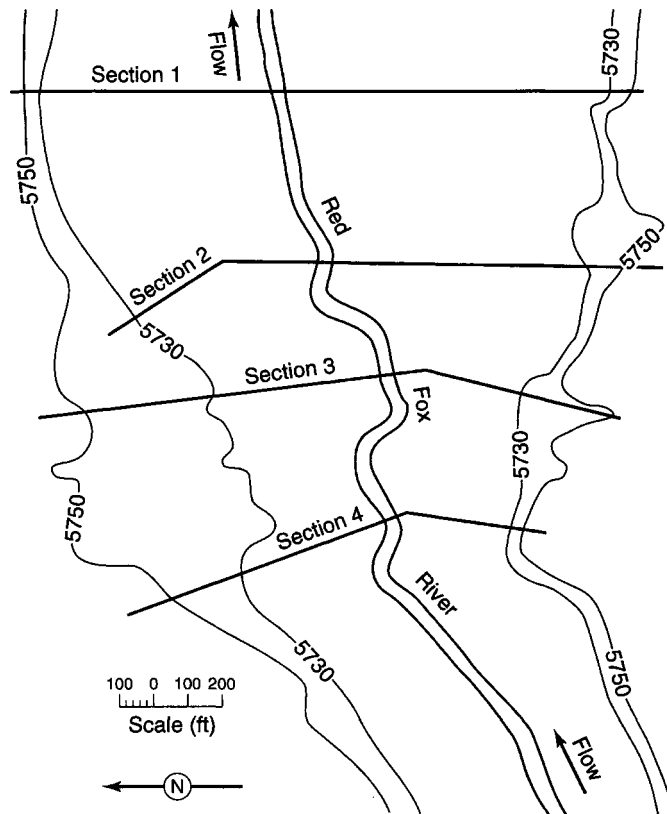 Flow
5730
Section 1
5750
Red
5750
Section 2
5730
Section 3
Fox
5730
5750
Section 4
River
5730
5750
100 0 100 200
Scale (ft)
Flow
N